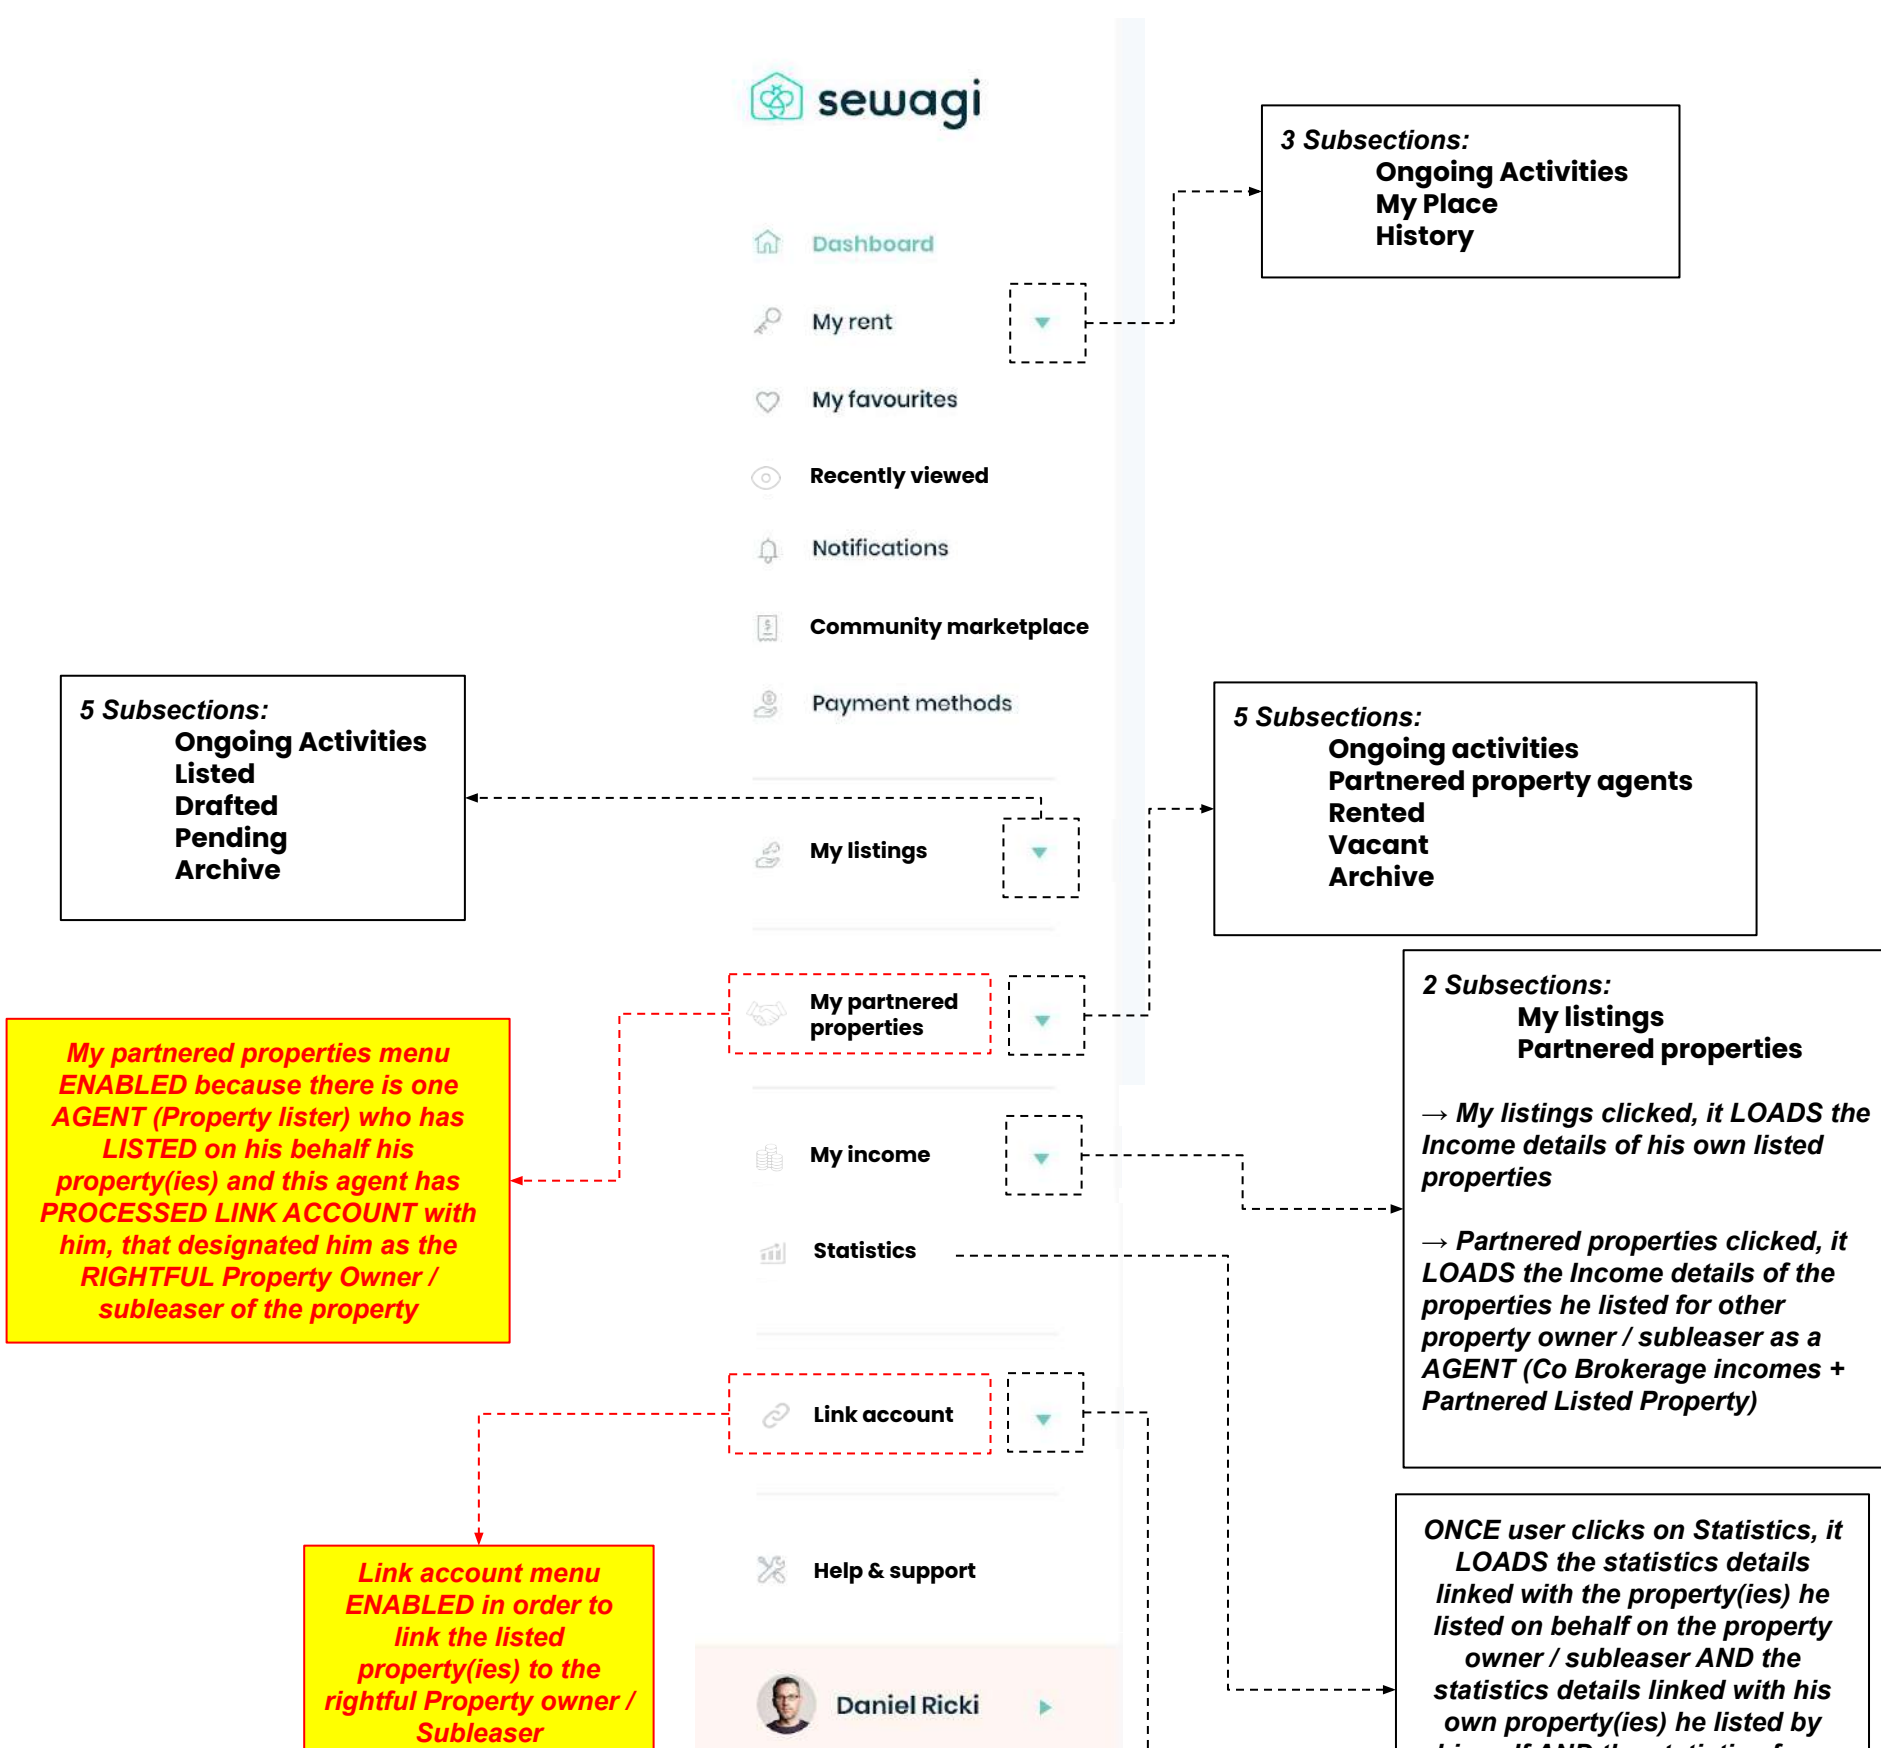 sewagi
3 Subsections:
Ongoing Activities
My Place
History
Dashboard
My rent
My favourites
Recently viewed
Notifications
Community marketplace
Payment methods
5 Subsections:
Ongoing Activities
Listed
Drafted
Pending
Archive
5 Subsections:
Ongoing activities
Partnered property agents
Rented
Vacant
Archive
My listings
My partnered
properties
My partnered properties menu
ENABLED because there is one
AGENT (Property lister) who has
LISTED on his behalf his
property(ies) and this agent has
PROCESSED LINK ACCOUNT with
him, that designated him as the
RIGHTFUL Property Owner /
subleaser of the property
2 Subsections:
My listings
Partnered properties
→ My listings clicked, it LOADS the
Income details of his own listed
properties
→ Partnered properties clicked, it
LOADS the Income details of the
properties he listed for other
property owner / subleaser as a
AGENT (Co Brokerage incomes +
Partnered Listed Property)
My income
Statistics
Link account
Help & support
Link account menu
ENABLED in order to
link the listed
property(ies) to the
rightful Property owner /
Subleaser
Daniel Ricki
ONCE user clicks on Statistics, it
LOADS the statistics details
linked with the property(ies) he
listed on behalf on the property
owner / subleaser AND the
statistics details linked with his
own property(ies) he listed by